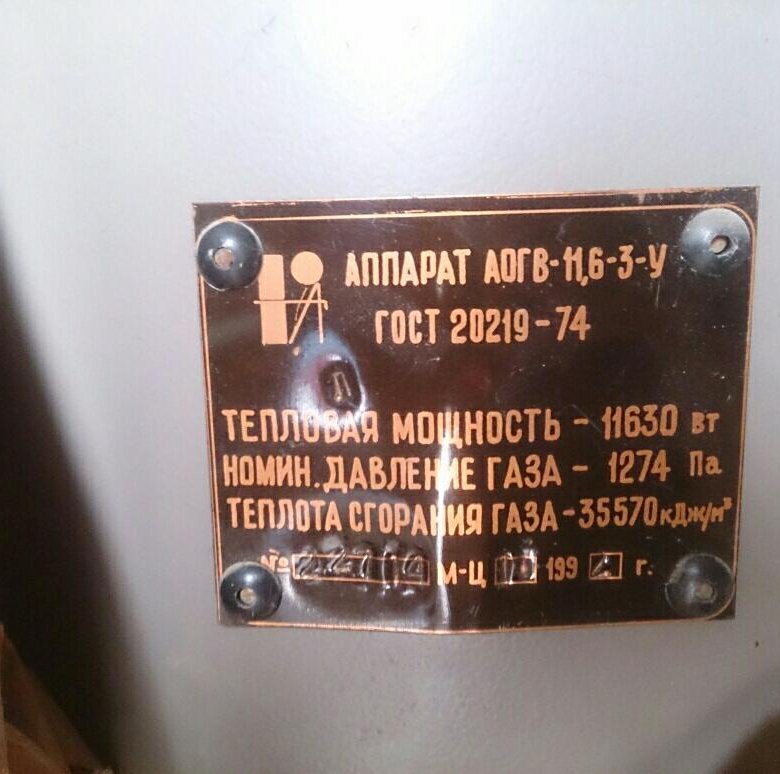 АППАРАТ АОГВ-11,6-3-У
ГОСТ 20219-74
П
ТЕПЛОВАЯ МОЩНОСТЬ - 11630 вт
НОМИН. ДАВЛЕНИЕ ГАЗА - 1274 Па
ТЕПЛОТА СГОРАНИЯ ГАЗА - 35570 кДж/м³
№ М-Ц 199 г.